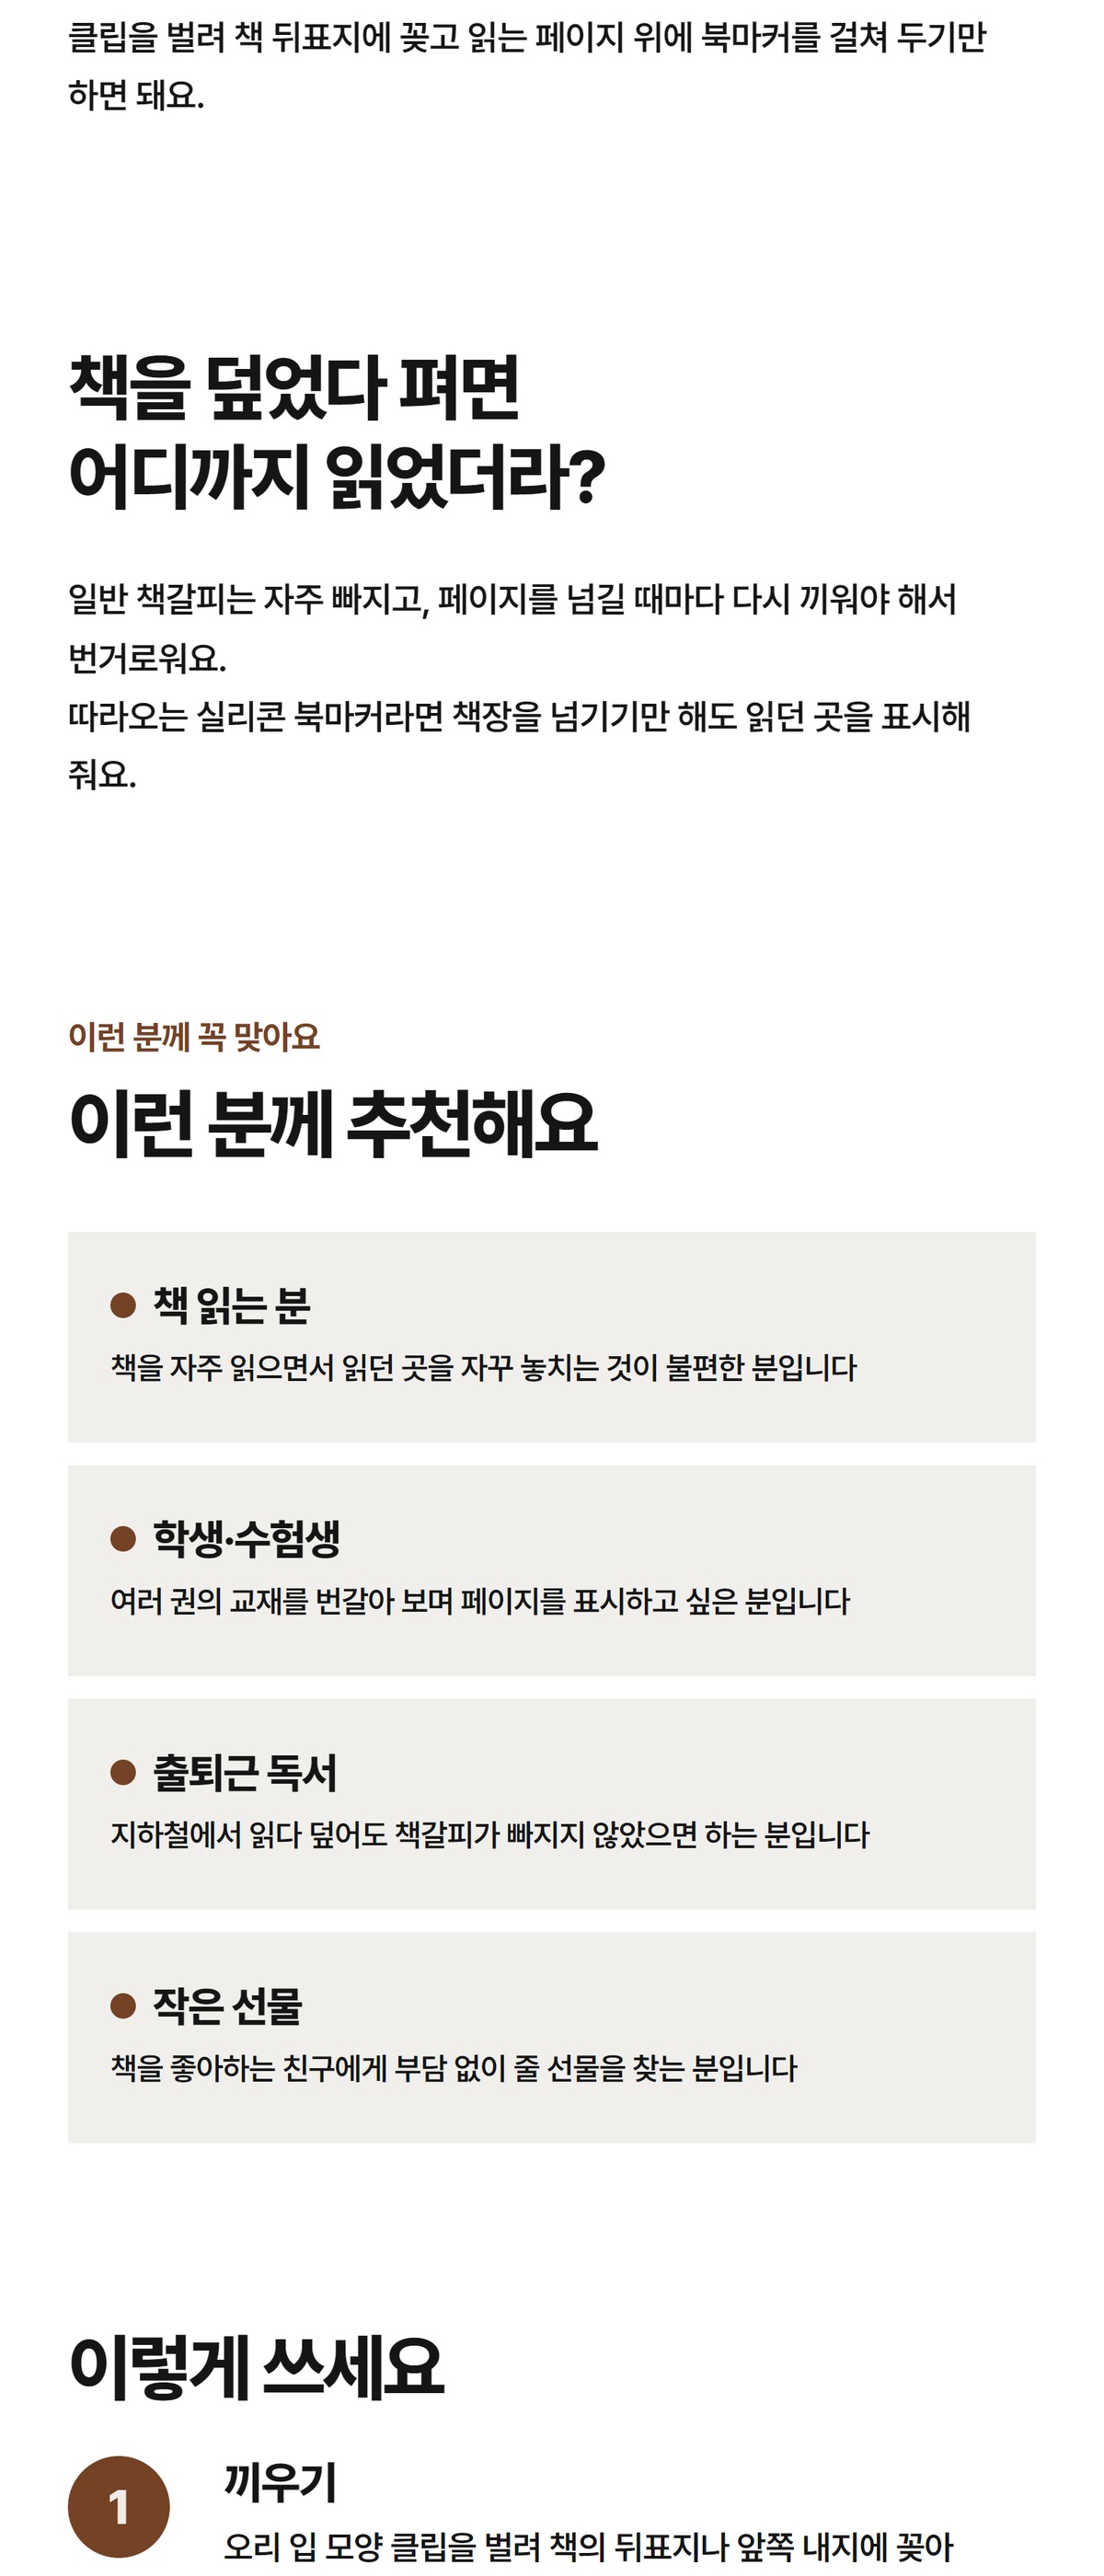 클립을 벌려 책 뒤표지에 꽂고 읽는 페이지 위에 북마커를 걸쳐 두기만
하면 돼요.
책을 덮었다 펴면
어디까지 읽었더라?
일반 책갈피는 자주 빠지고, 페이지를 넘길 때마다 다시 끼워야 해서
번거로워요.
따라오는 실리콘 북마커라면 책장을 넘기기만 해도 읽던 곳을 표시해
줘요.
이런 분께 꼭 맞아요
이런 분께 추천해요
책 읽는 분
책을 자주 읽으면서 읽던 곳을 자꾸 놓치는 것이 불편한 분입니다
학생·수험생
여러 권의 교재를 번갈아 보며 페이지를 표시하고 싶은 분입니다
출퇴근 독서
지하철에서 읽다 덮어도 책갈피가 빠지지 않았으면 하는 분입니다
작은 선물
책을 좋아하는 친구에게 부담 없이 줄 선물을 찾는 분입니다
이렇게 쓰세요
1
끼우기
오리 입 모양 클립을 벌려 책의 뒤표지나 앞쪽 내지에 꽂아